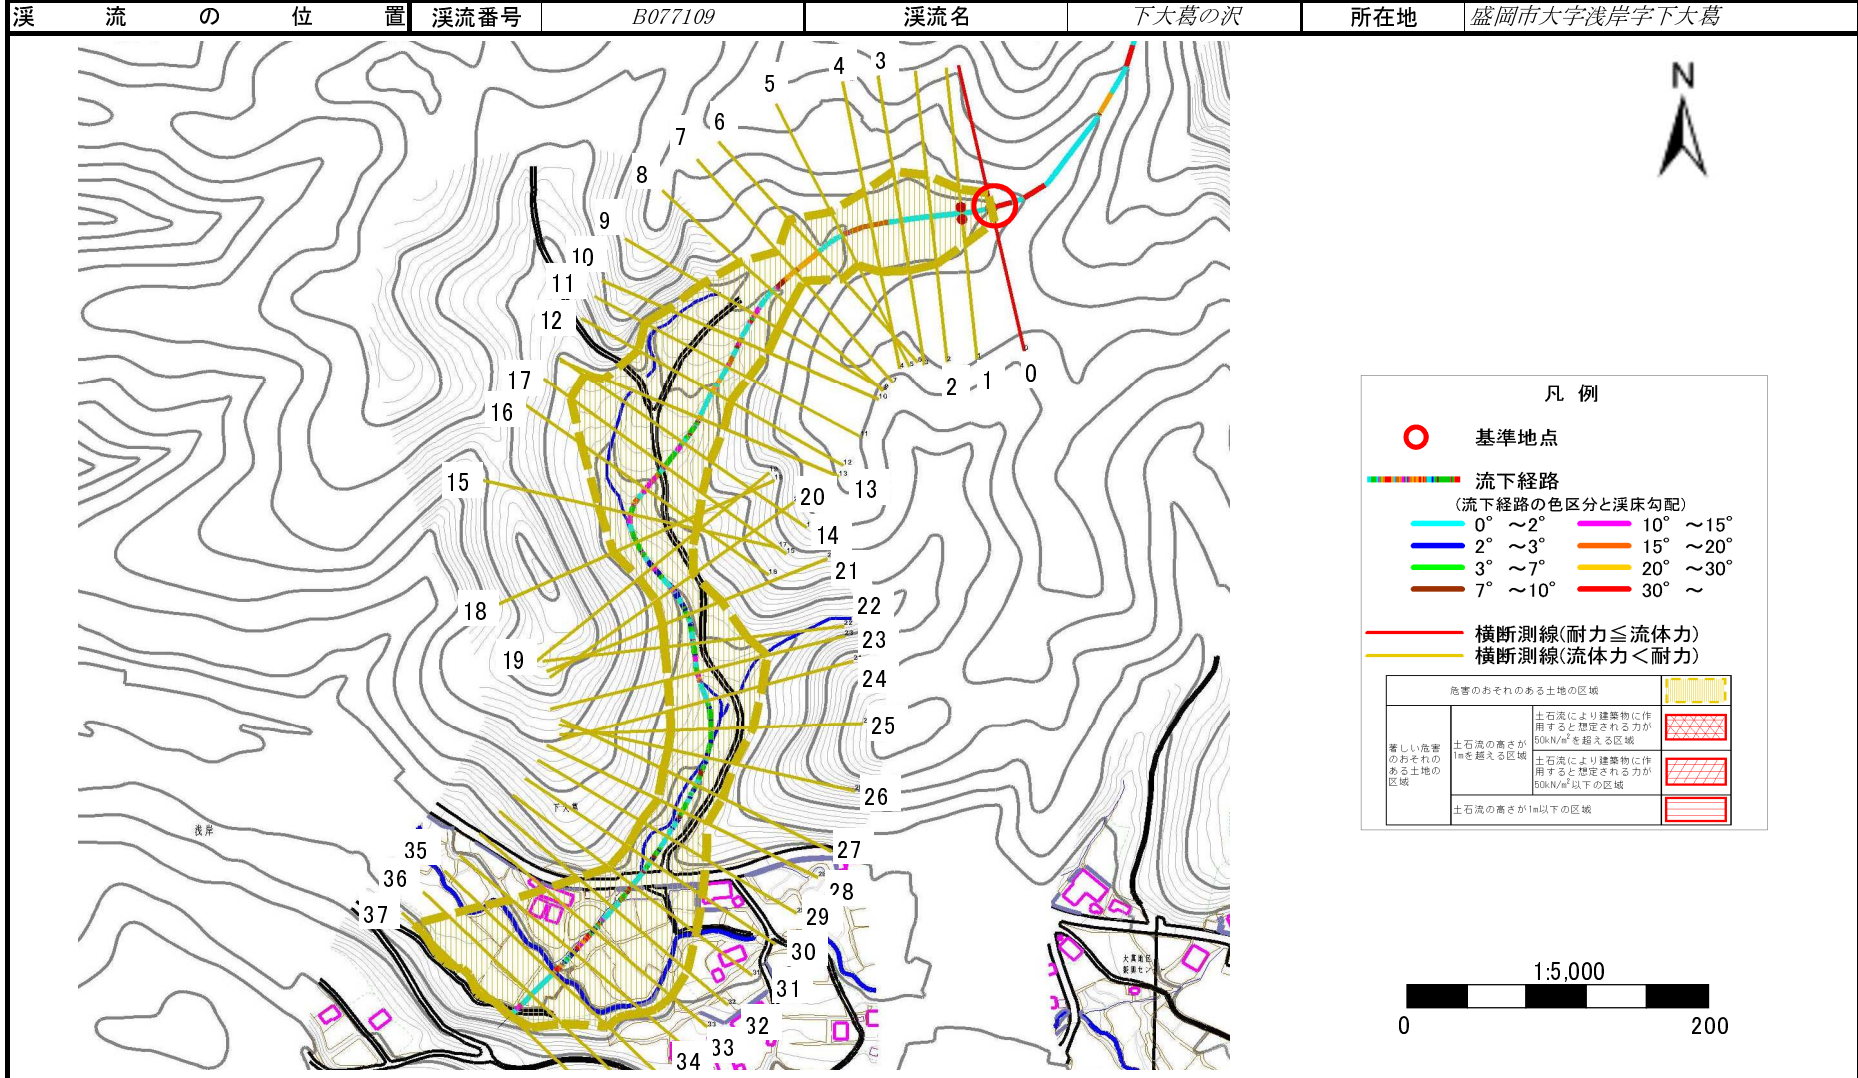 渓流の位置 渓流番号 B077109 渓流名 下大葛の沢 所在地 盛岡市大字浅岸字下大葛
N
3
4
5
6
7
8
9
10
11
12
17
16
15
18
19
2
1
0
13
20
14
21
22
23
24
25
26
27
28
29
30
31
32
33
34
35
36
37
浅岸
下大葛
凡 例
基準地点
流下経路
(流下経路の色区分と渓床勾配)
0° ~2° 10° ~15°
2° ~3° 15° ~20°
3° ~7° 20° ~30°
7° ~10° 30° ~
横断測線(耐力≦流体力)
横断測線(流体力<耐力)
危害のおそれのある土地の区域
著しい危害
のおそれの
ある土地の
区域
土石流の高さが
1mを越える区域
土石流により建築物に作
用すると想定される力が
50kN/m²を超える区域
土石流により建築物に作
用すると想定される力が
50kN/m²以下の区域
土石流の高さが1m以下の区域
1:5,000
0 200